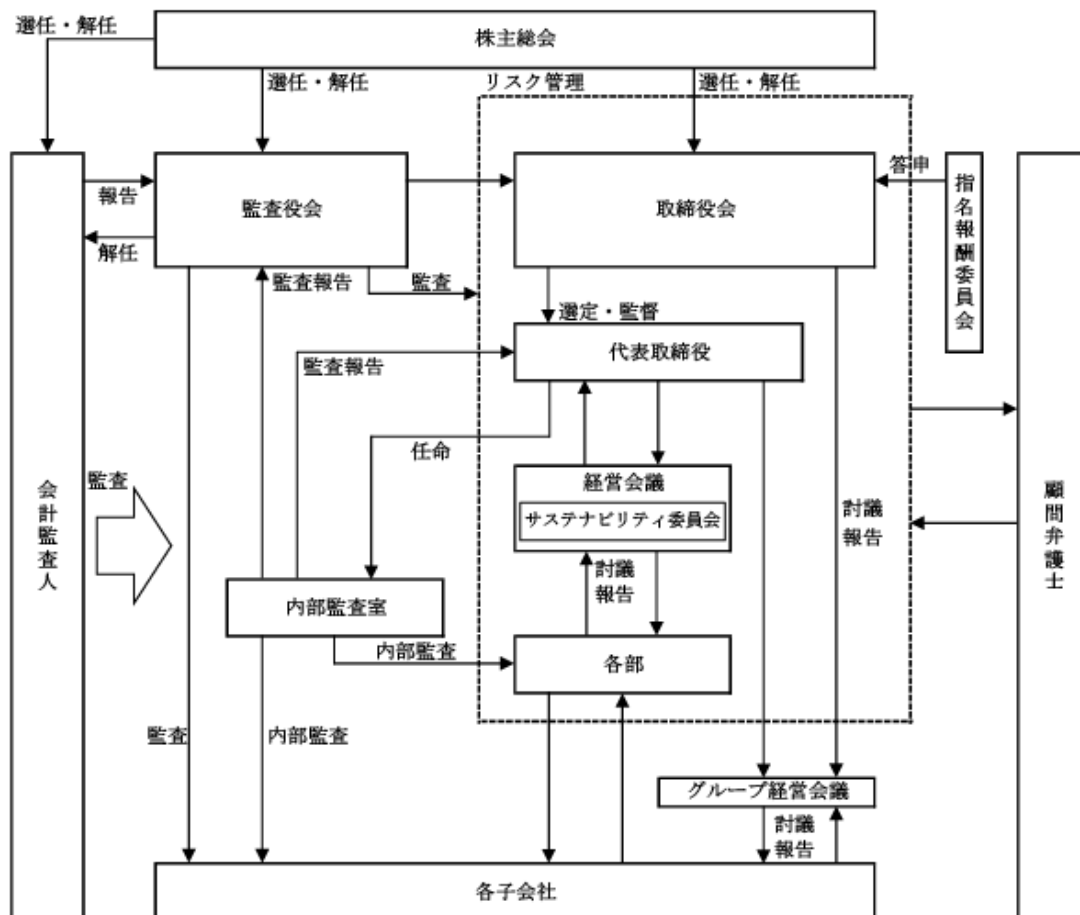 選任・解任
株主総会
選任・解任
リスク管理
選任・解任
報告
監査役会
取締役会
答申
指名報酬委員会
解任
監査報告
監査
選定・監督
代表取締役
監査報告
任命
会計監査人
監査
経営会議
サステナビリティ委員会
討議
報告
顧問弁護士
討議
報告
内部監査室
内部監査
各部
監査
内部監査
グループ経営会議
討議
報告
各子会社